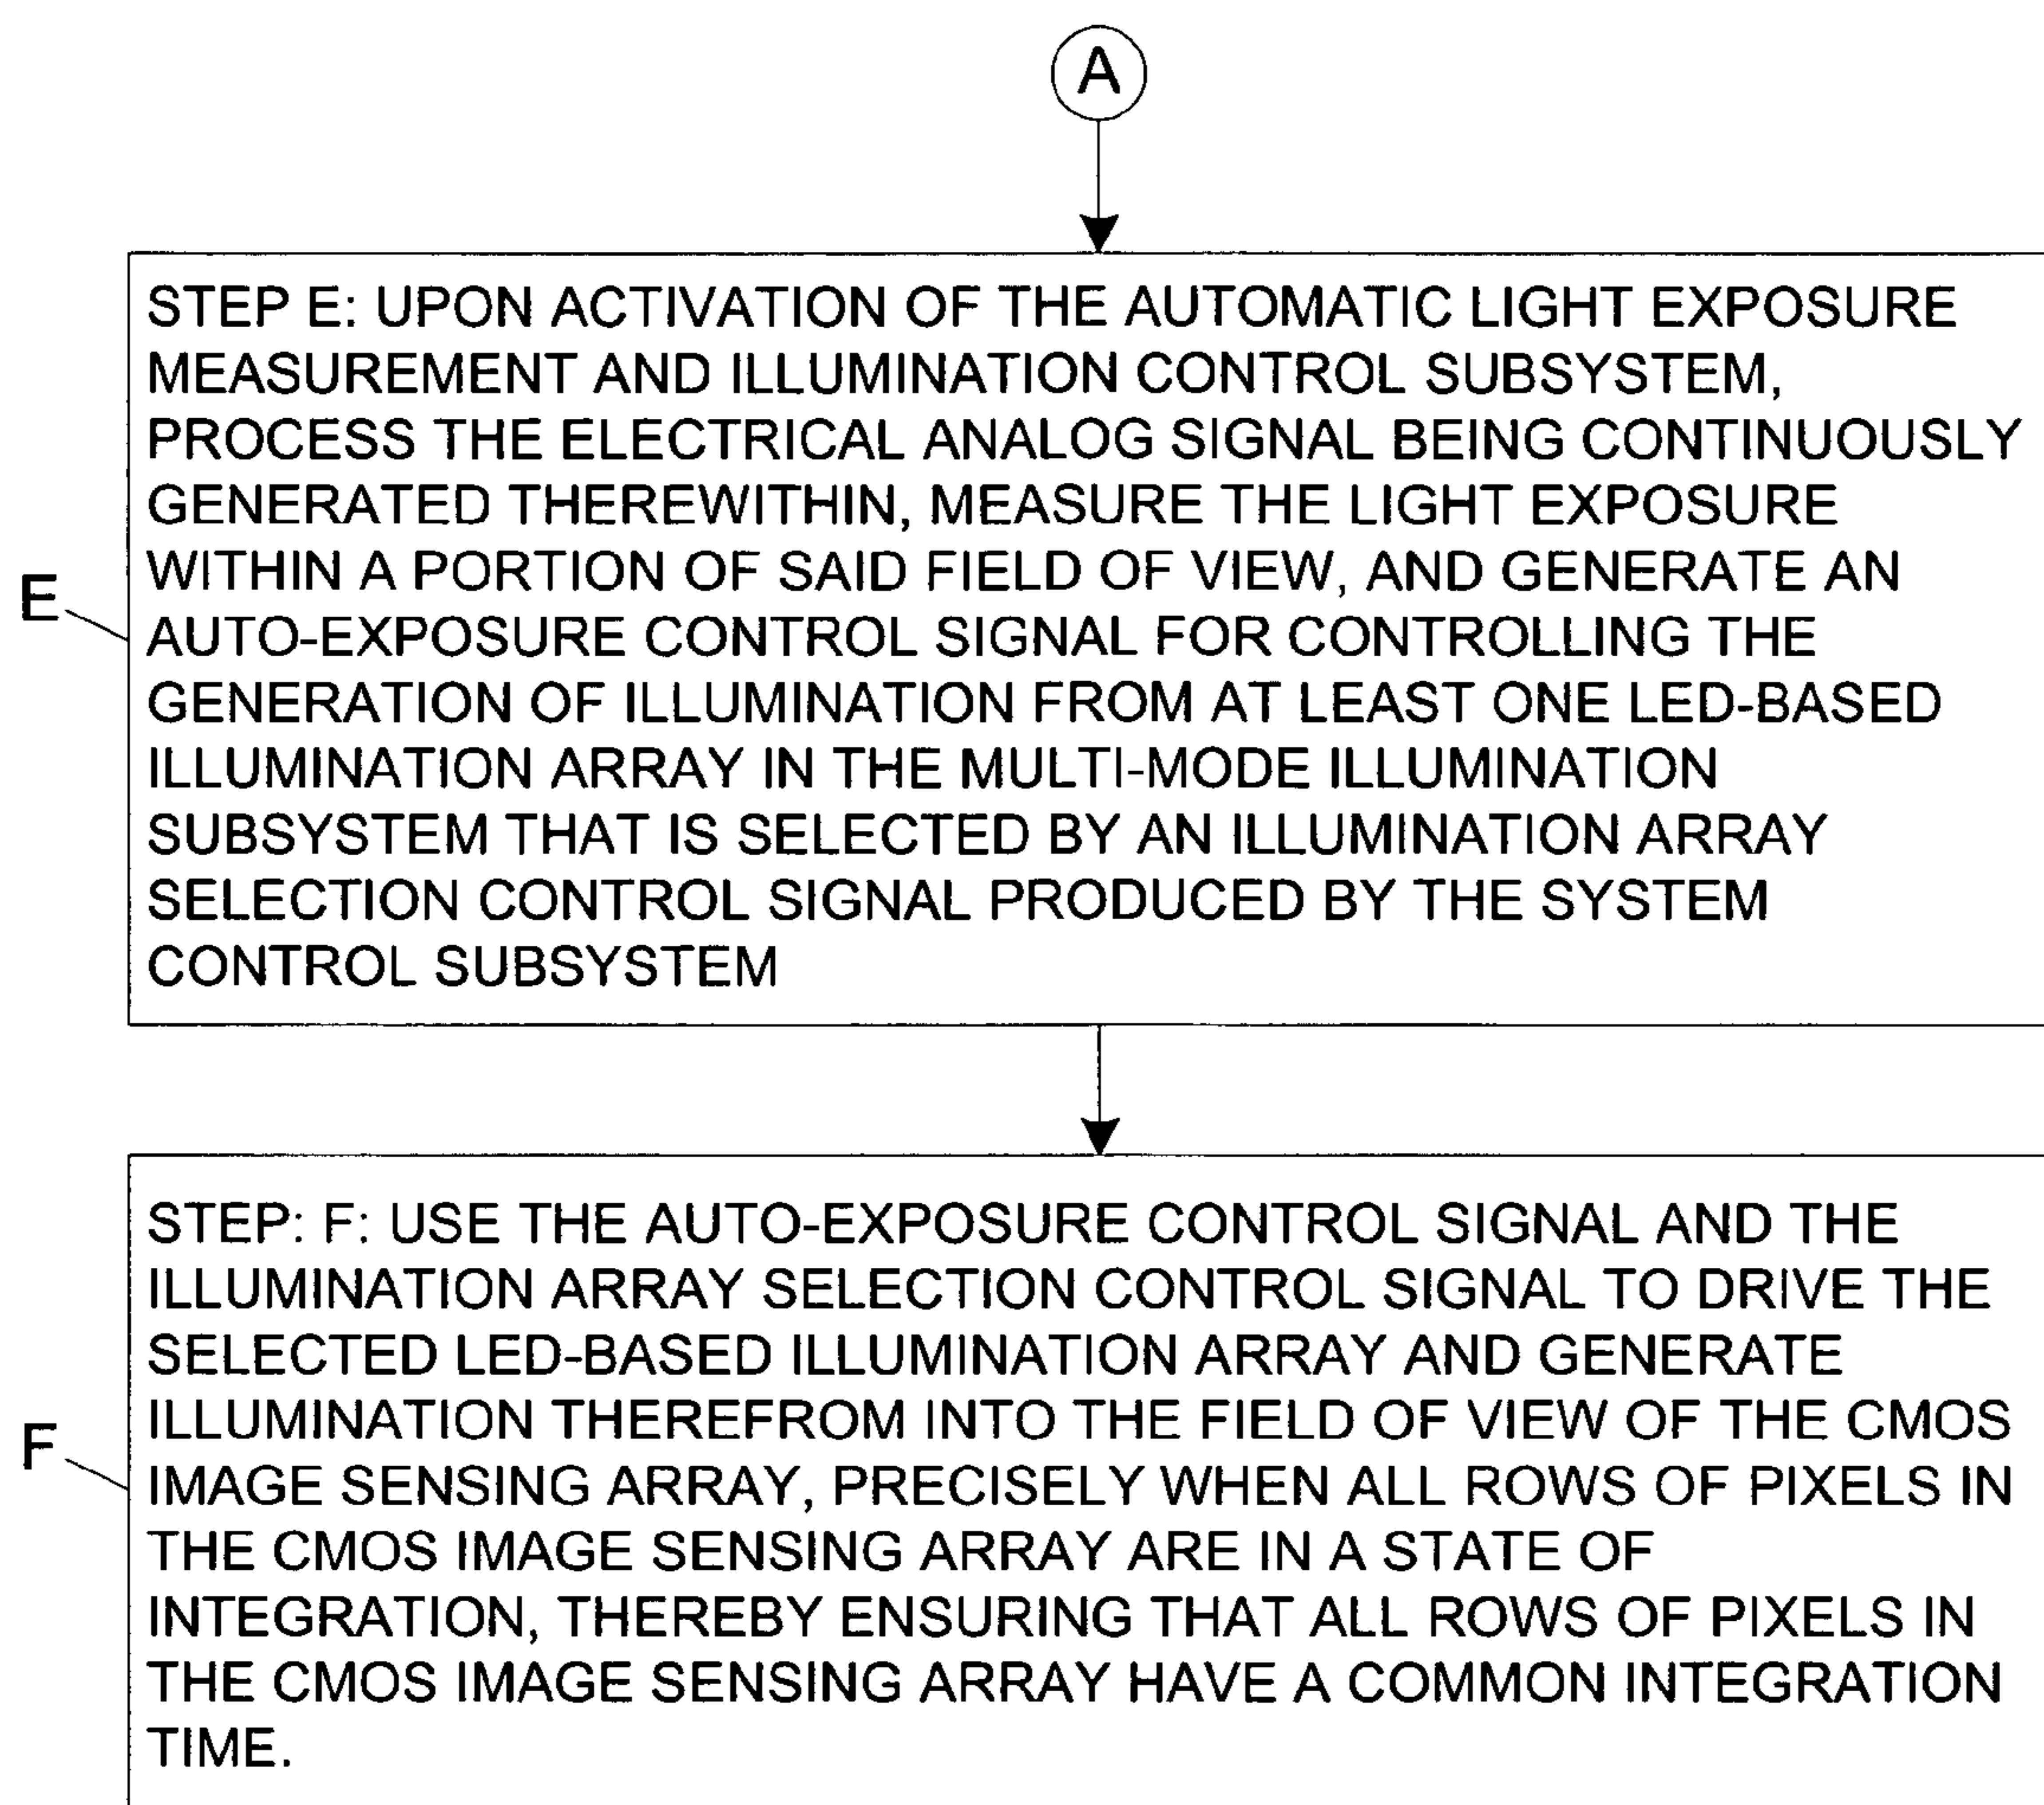 A
STEP E: UPON ACTIVATION OF THE AUTOMATIC LIGHT EXPOSURE
MEASUREMENT AND ILLUMINATION CONTROL SUBSYSTEM,
PROCESS THE ELECTRICAL ANALOG SIGNAL BEING CONTINUOUSLY
GENERATED THEREWITHIN, MEASURE THE LIGHT EXPOSURE
WITHIN A PORTION OF SAID FIELD OF VIEW, AND GENERATE AN
AUTO-EXPOSURE CONTROL SIGNAL FOR CONTROLLING THE
GENERATION OF ILLUMINATION FROM AT LEAST ONE LED-BASED
ILLUMINATION ARRAY IN THE MULTI-MODE ILLUMINATION
SUBSYSTEM THAT IS SELECTED BY AN ILLUMINATION ARRAY
SELECTION CONTROL SIGNAL PRODUCED BY THE SYSTEM
CONTROL SUBSYSTEM
E
STEP: F: USE THE AUTO-EXPOSURE CONTROL SIGNAL AND THE
ILLUMINATION ARRAY SELECTION CONTROL SIGNAL TO DRIVE THE
SELECTED LED-BASED ILLUMINATION ARRAY AND GENERATE
ILLUMINATION THEREFROM INTO THE FIELD OF VIEW OF THE CMOS
IMAGE SENSING ARRAY, PRECISELY WHEN ALL ROWS OF PIXELS IN
THE CMOS IMAGE SENSING ARRAY ARE IN A STATE OF
INTEGRATION, THEREBY ENSURING THAT ALL ROWS OF PIXELS IN
THE CMOS IMAGE SENSING ARRAY HAVE A COMMON INTEGRATION
TIME.
F